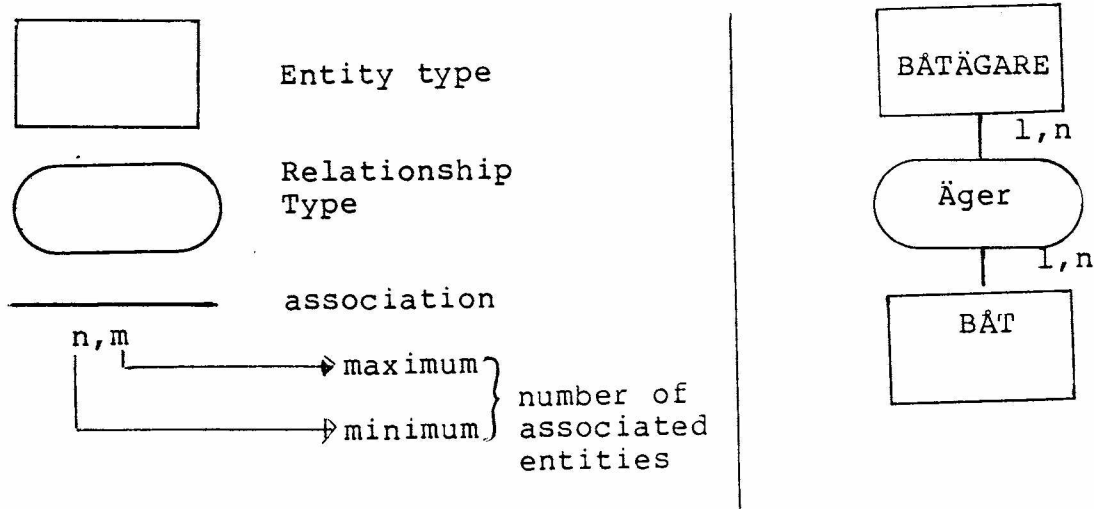 Entity type
Relationship
Type
association
n,m
maximum
minimum
number of
associated
entities
BÅTÄGARE
1,n
Äger
1,n
BÅT